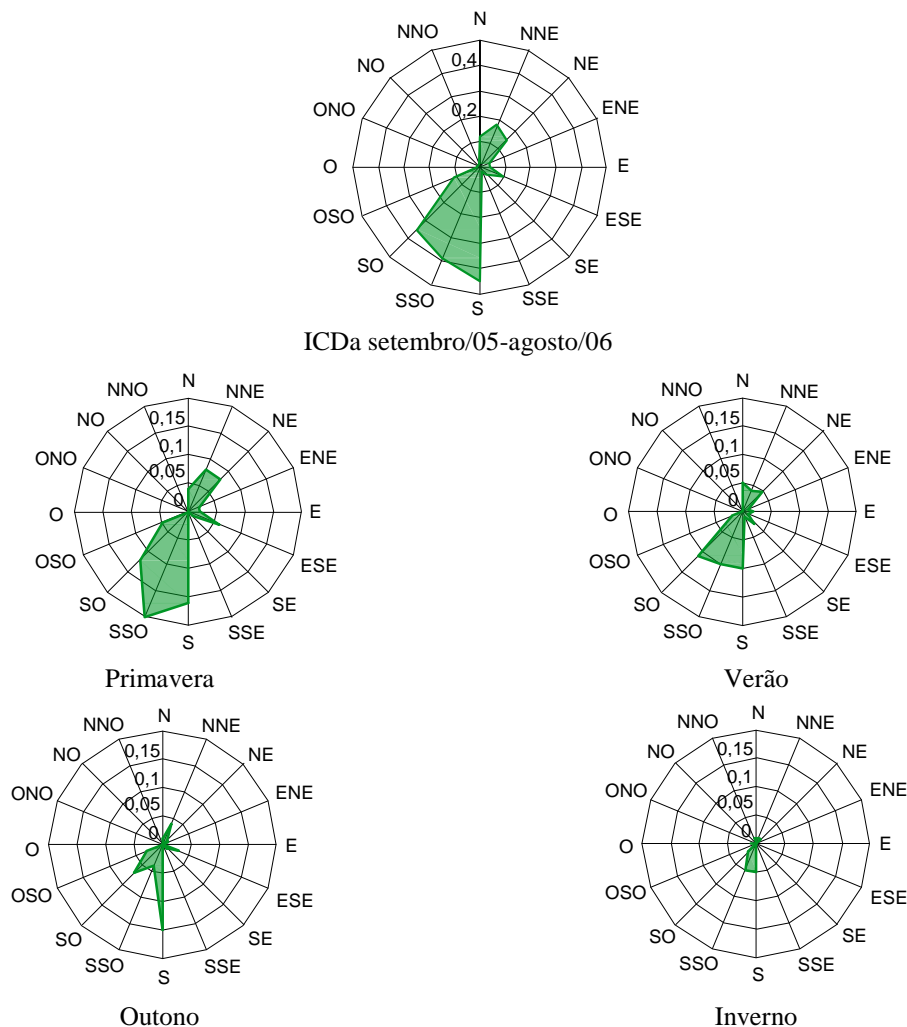 N
NNO NNE
NO NE
0,4
ONO ENE
0,2
O E
OSO ESE
SO SE
SSO SSE
S
ICDa setembro/05-agosto/06
N
NNO NNE
NO NE
0,15
ONO ENE
0,1
0,05
0
O E
OSO ESE
SO SE
SSO SSE
S
Primavera
N
NNO NNE
NO NE
0,15
ONO ENE
0,1
0,05
0
O E
OSO ESE
SO SE
SSO SSE
S
Verão
N
NNO NNE
NO NE
0,15
ONO ENE
0,1
0,05
0
O E
OSO ESE
SO SE
SSO SSE
S
Outono
N
NNO NNE
NO NE
0,15
ONO ENE
0,1
0,05
0
O E
OSO ESE
SO SE
SSO SSE
S
Inverno